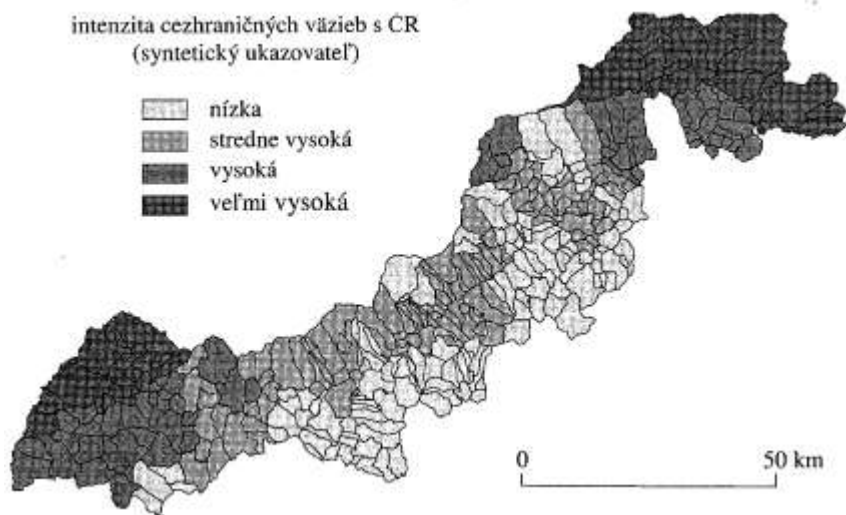 intenzita cezhraničných väzieb s ČR
(syntetický ukazovateľ)
nízka
stredne vysoká
vysoká
veľmi vysoká
0 50 km